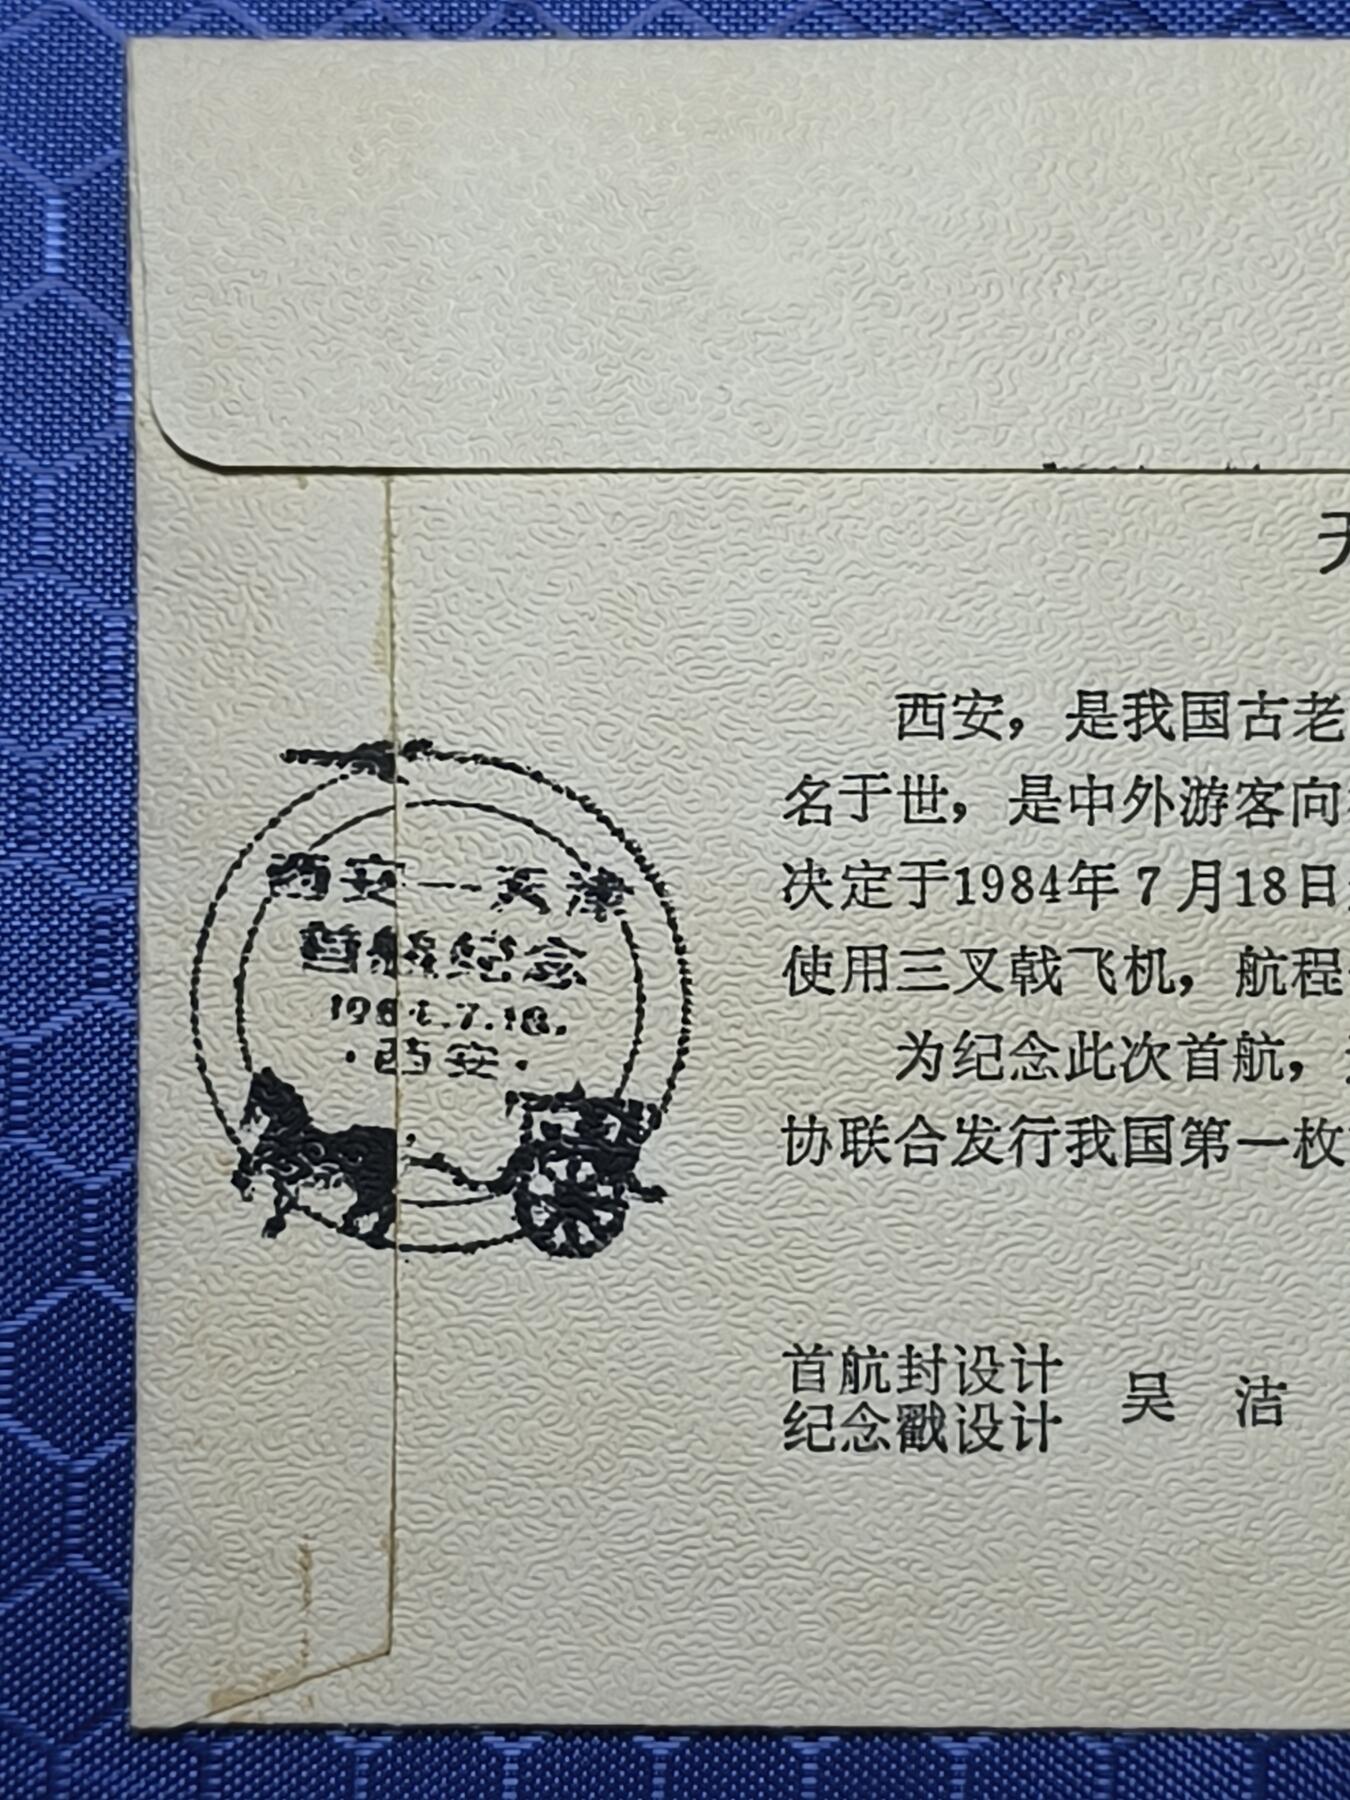 西安—天津
首航纪念
1984.7.18.
·西安·
天
西安，是我国古老
名于世，是中外游客向
决定于1984年7月18日
使用三叉戟飞机，航程
为纪念此次首航，
协联合发行我国第一枚
首航封设计
纪念戳设计
吴 洁